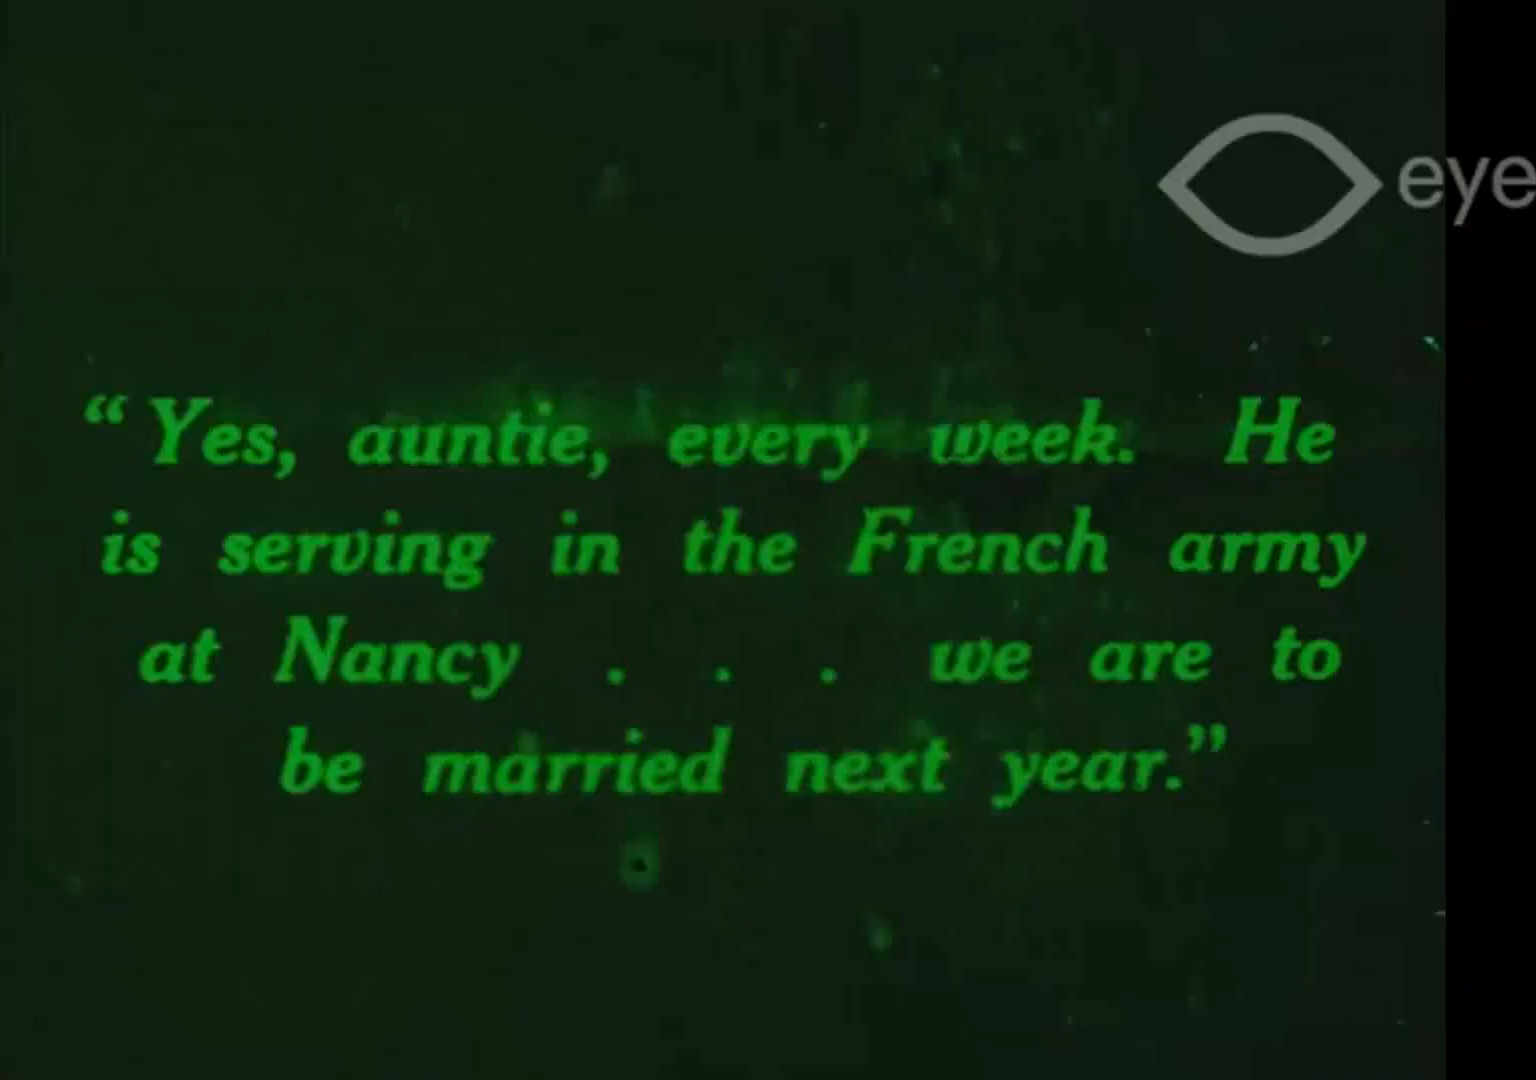 eye
“Yes, auntie, every week. He
is serving in the French army
at Nancy . . . we are to
be married next year.”